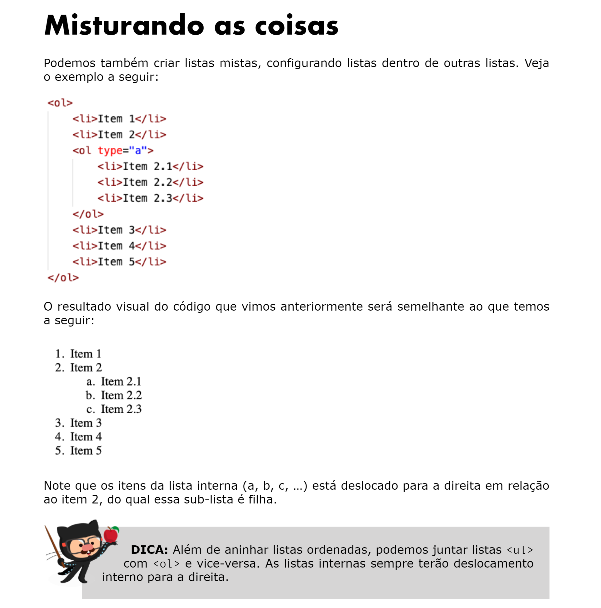 Misturando as coisas
Podemos também criar listas mistas, configurando listas dentro de outras listas. Veja
o exemplo a seguir:
<ol>
    <li>Item 1</li>
    <li>Item 2</li>
    <ol type="a">
        <li>Item 2.1</li>
        <li>Item 2.2</li>
        <li>Item 2.3</li>
    </ol>
    <li>Item 3</li>
    <li>Item 4</li>
    <li>Item 5</li>
</ol>
O resultado visual do código que vimos anteriormente será semelhante ao que temos
a seguir:
1. Item 1
2. Item 2
a. Item 2.1
b. Item 2.2
c. Item 2.3
3. Item 3
4. Item 4
5. Item 5
Note que os itens da lista interna (a, b, c, ...) está deslocado para a direita em relação
ao item 2, do qual essa sub-lista é filha.
DICA: Além de aninhar listas ordenadas, podemos juntar listas <ul>
com <ol> e vice-versa. As listas internas sempre terão deslocamento
interno para a direita.